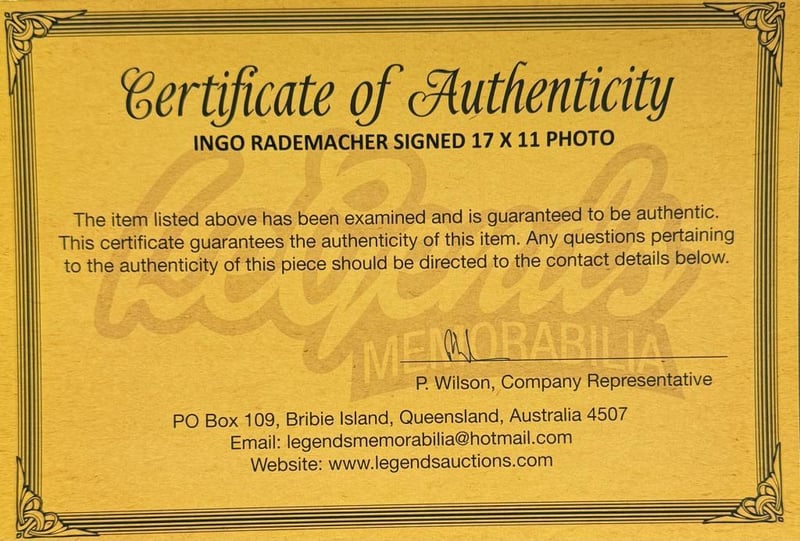 Certificate of Authenticity
INGO RADEMACHER SIGNED 17 X 11 PHOTO
Legends
MEMORABILIA
The item listed above has been examined and is guaranteed to be authentic.
This certificate guarantees the authenticity of this item. Any questions pertaining
to the authenticity of this piece should be directed to the contact details below.
P. Wilson, Company Representative
PO Box 109, Bribie Island, Queensland, Australia 4507
Email: legendsmemorabilia@hotmail.com
Website: www.legendsauctions.com